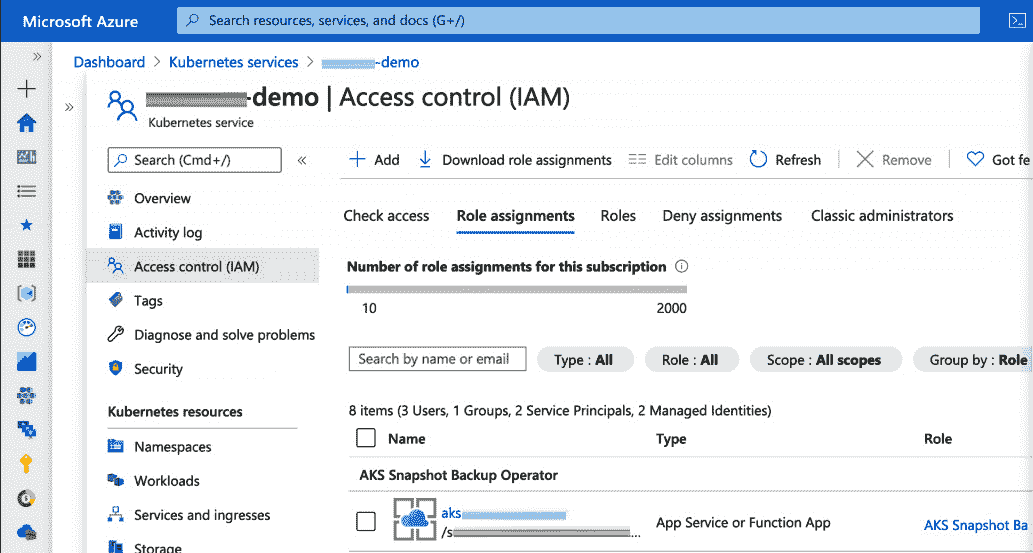 Microsoft Azure
Search resources, services, and docs (G+/)
Dashboard > Kubernetes services > -demo
-demo | Access control (IAM)
Kubernetes service
Search (Cmd+/)
Add
Download role assignments
Edit columns
Refresh
Remove
Got fe
Overview
Activity log
Access control (IAM)
Tags
Diagnose and solve problems
Security
Kubernetes resources
Namespaces
Workloads
Services and ingresses
Storage
Check access
Role assignments
Roles
Deny assignments
Classic administrators
Number of role assignments for this subscription
10
2000
Search by name or email
Type : All
Role : All
Scope : All scopes
Group by : Role
8 items (3 Users, 1 Groups, 2 Service Principals, 2 Managed Identities)
Name
Type
Role
AKS Snapshot Backup Operator
aks
/s...
App Service or Function App
AKS Snapshot Ba